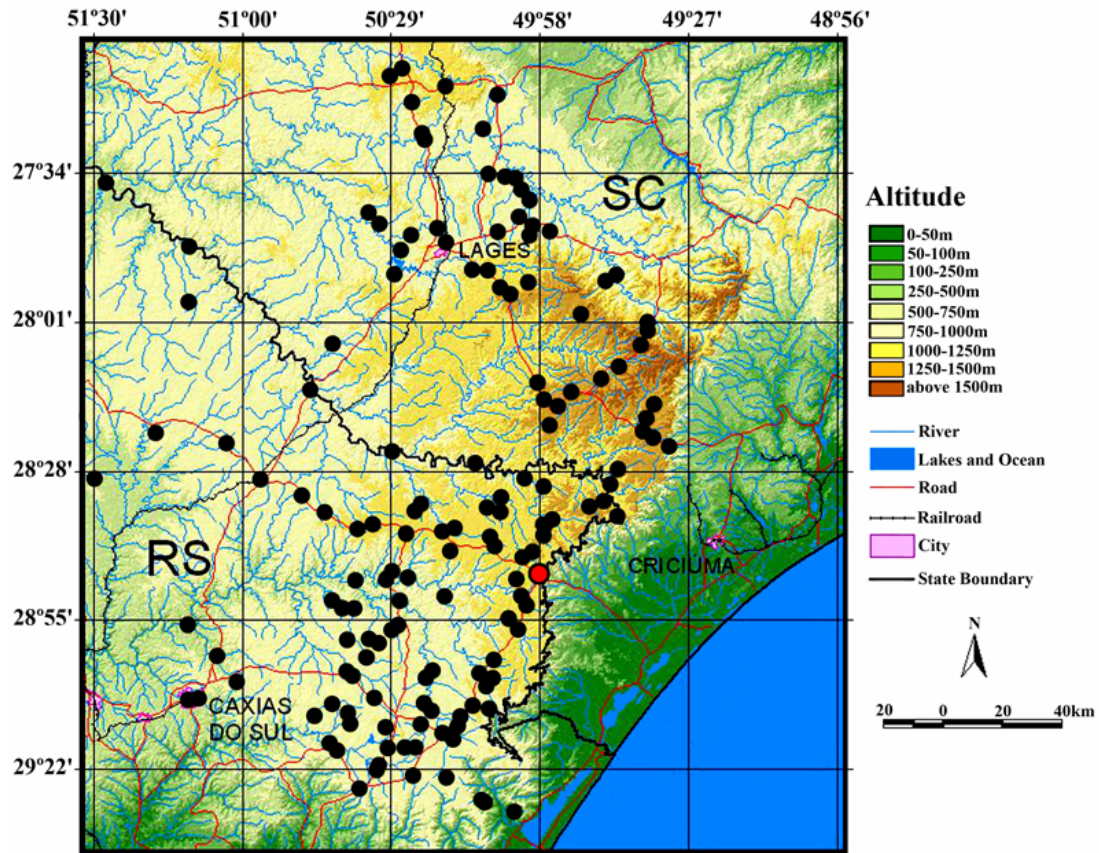 51°30' 51°00' 50°29' 49°58' 49°27' 48°56'
27°34'
28°01'
28°28'
28°55'
29°22'
SC
LAGES
RS
CRICIUMA
CAXIAS
DO SUL
Altitude
0-50m
50-100m
100-250m
250-500m
500-750m
750-1000m
1000-1250m
1250-1500m
above 1500m
River
Lakes and Ocean
Road
Railroad
City
State Boundary
N
20 0 20 40km